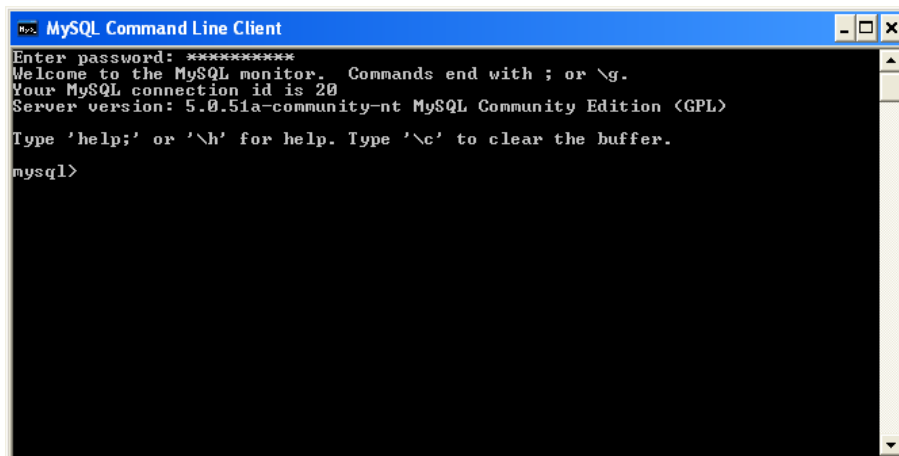 MySQL Command Line Client
Enter password: **********
Welcome to the MySQL monitor.  Commands end with ; or \g.
Your MySQL connection id is 20
Server version: 5.0.51a-community-nt MySQL Community Edition (GPL)
Type 'help;' or '\h' for help. Type '\c' to clear the buffer.
mysql>